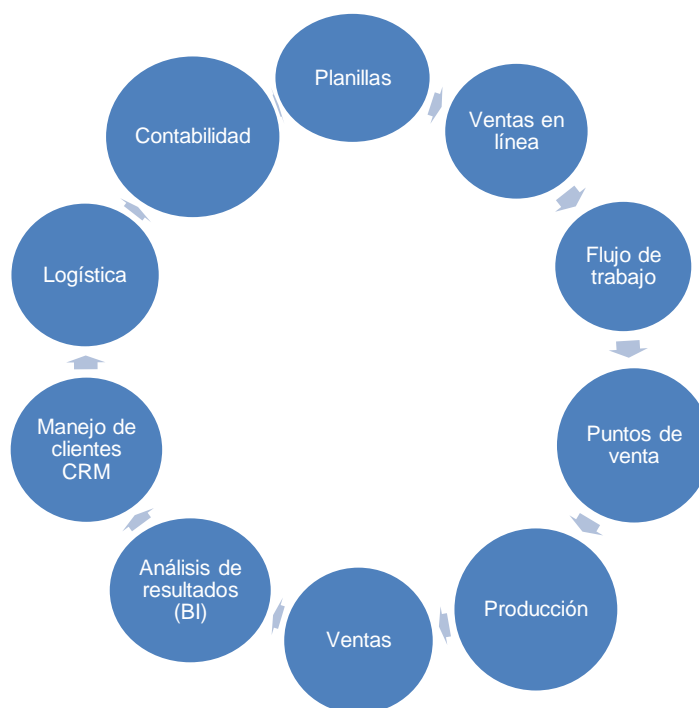 Planillas
Ventas en
línea
Flujo de
trabajo
Puntos de
venta
Producción
Ventas
Análisis de
resultados
(BI)
Manejo de
clientes
CRM
Logística
Contabilidad